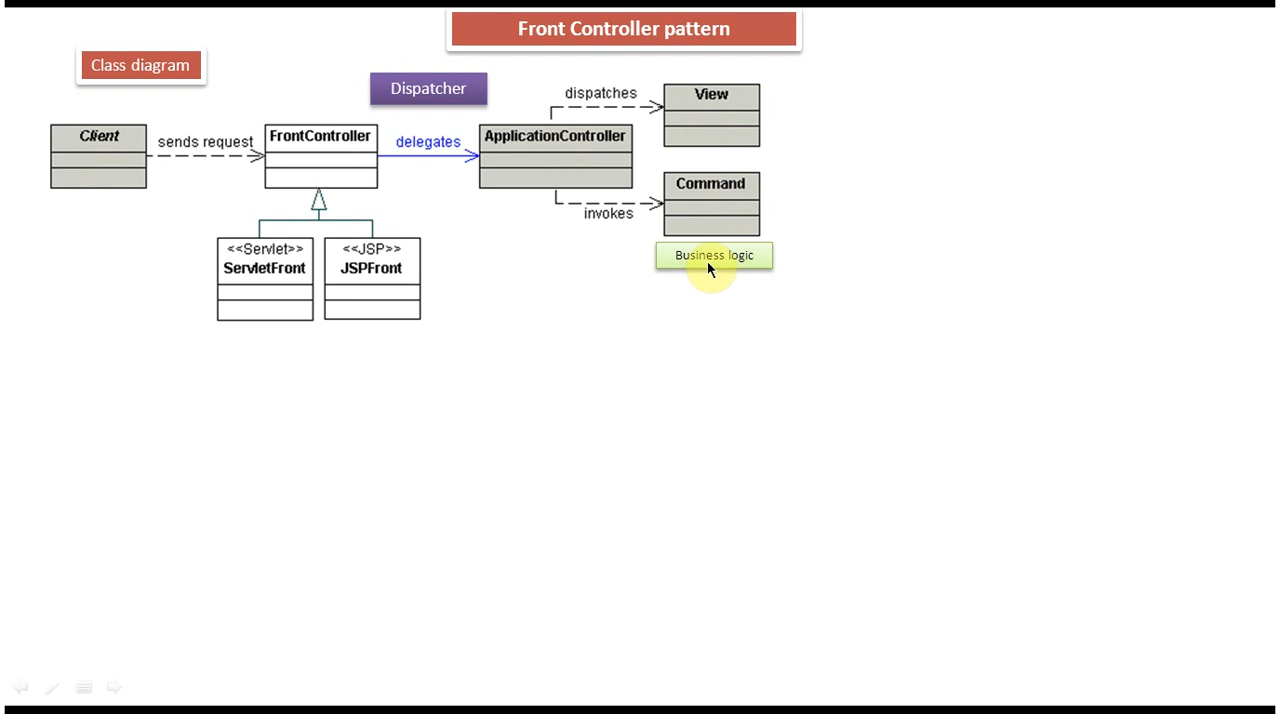 Front Controller pattern
Class diagram
Dispatcher
dispatches
View
Client
sends request
FrontController
delegates
ApplicationController
Command
invokes
<<Servlet>>
ServletFront
<<JSP>>
JSPFront
Business logic